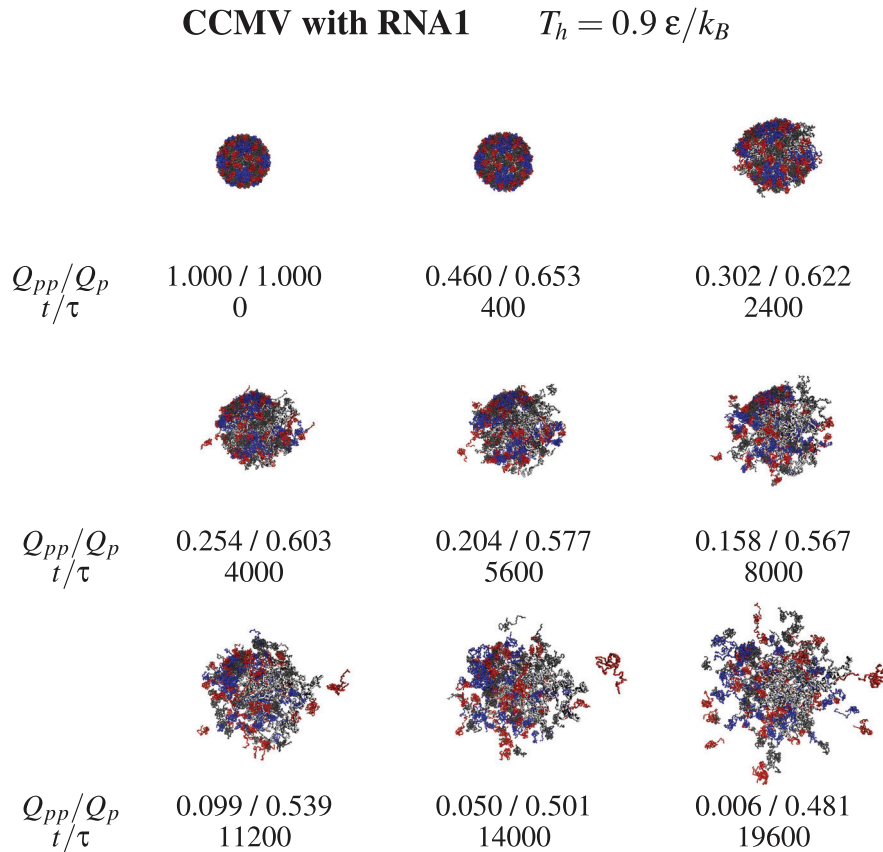 CCMV with RNA1 T_h = 0.9 ε/k_B
Q_pp/Q_p 1.000 / 1.000 0.460 / 0.653 0.302 / 0.622
t/τ 0 400 2400
Q_pp/Q_p 0.254 / 0.603 0.204 / 0.577 0.158 / 0.567
t/τ 4000 5600 8000
Q_pp/Q_p 0.099 / 0.539 0.050 / 0.501 0.006 / 0.481
t/τ 11200 14000 19600